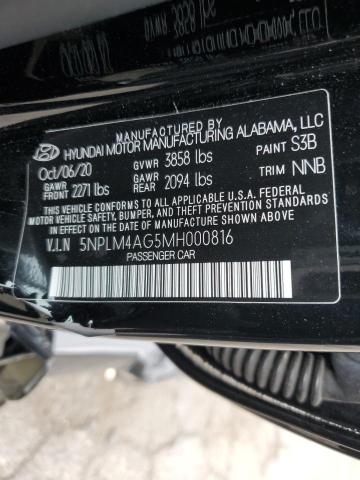 MANUFACTURED BY
HYUNDAI MOTOR MANUFACTURING ALABAMA, LLC
Oct/06/20 GVWR 3858 lbs PAINT S3B
GAWR FRONT 2271 lbs GAWR REAR 2094 lbs TRIM NNB
THIS VEHICLE CONFORMS TO ALL APPLICABLE U.S.A. FEDERAL
MOTOR VEHICLE SAFETY, BUMPER, AND THEFT PREVENTION
STANDARDS IN EFFECT ON THE DATE OF MANUFACTURE SHOWN ABOVE.
V.I.N 5NPLM4AG5MH000816
PASSENGER CAR